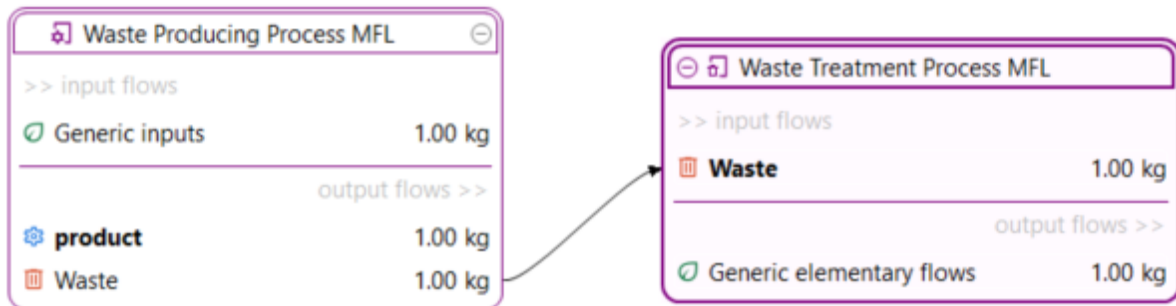 Waste Producing Process MFL
>> input flows
Generic inputs 1.00 kg
output flows >>
product 1.00 kg
Waste 1.00 kg
Waste Treatment Process MFL
>> input flows
Waste 1.00 kg
output flows >>
Generic elementary flows 1.00 kg